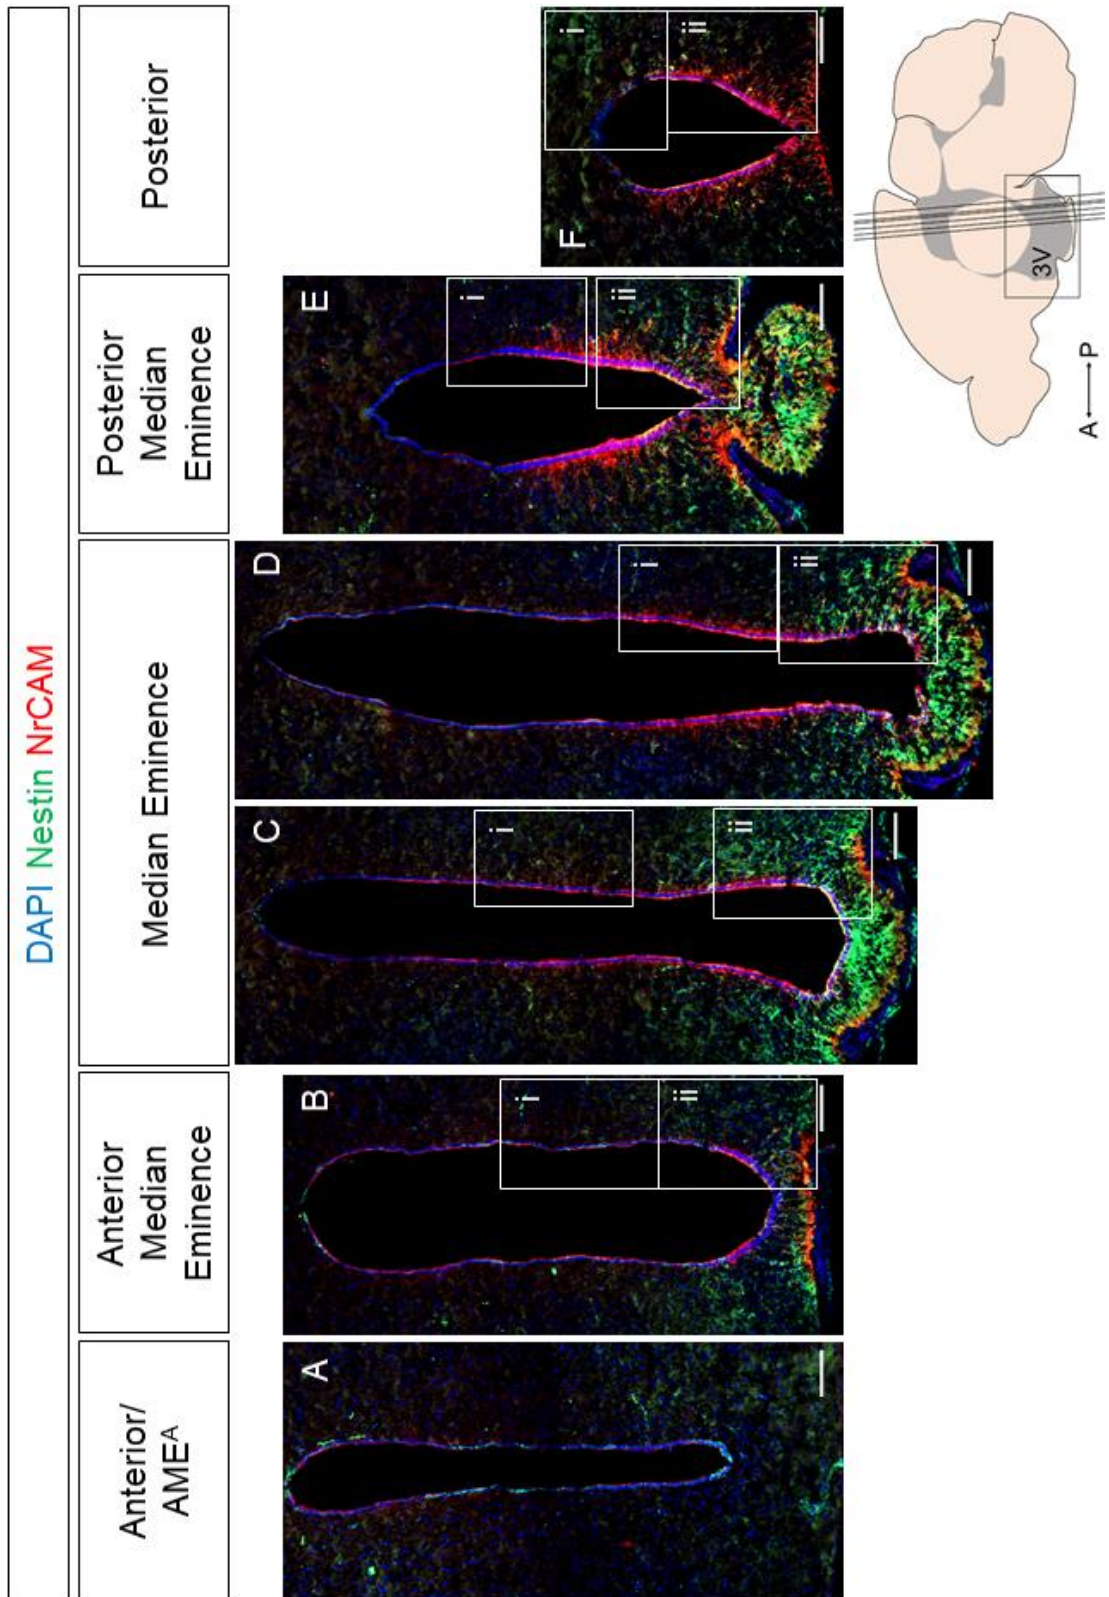 DAPI Nestin NrCAM
Anterior/
AME^A
Anterior
Median
Eminence
Median Eminence
Posterior
Median
Eminence
Posterior
A
B
i
ii
C
i
ii
D
i
ii
E
i
ii
F
i
ii
3V
A
P